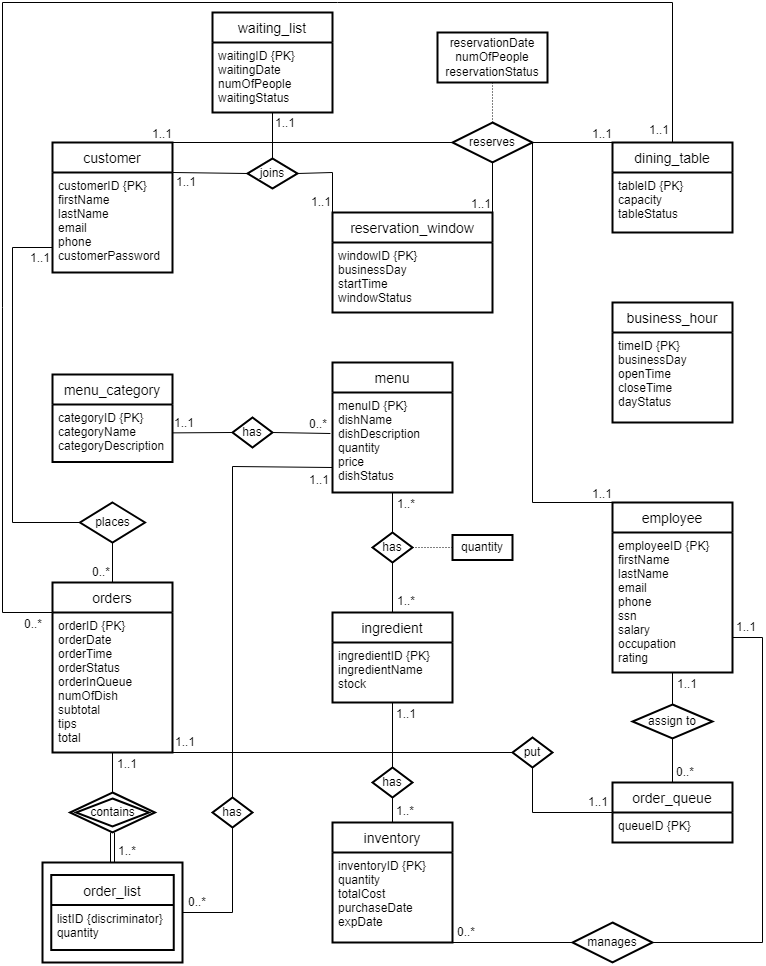 waiting_list
waitingID {PK}
waitingDate
numOfPeople
waitingStatus
1..1
reservationDate
numOfPeople
reservationStatus
1..1
reserves
1..1
1..1
customer
customerID {PK}
firstName
lastName
email
phone
customerPassword
1..1
joins
1..1
1..1
1..1
reservation_window
windowID {PK}
businessDay
startTime
windowStatus
dining_table
tableID {PK}
capacity
tableStatus
business_hour
timeID {PK}
businessDay
openTime
closeTime
dayStatus
menu_category
categoryID {PK}
categoryName
categoryDescription
1..1
has
0..*
menu
menuID {PK}
dishName
dishDescription
quantity
price
dishStatus
1..1
1..*
has
quantity
1..*
places
0..*
0..*
orders
orderID {PK}
orderDate
orderTime
orderStatus
orderInQueue
numOfDish
subtotal
tips
total
1..1
1..1
ingredient
ingredientID {PK}
ingredientName
stock
1..1
1..1
employee
employeeID {PK}
firstName
lastName
email
phone
ssn
salary
occupation
rating
1..1
1..1
assign to
0..*
put
1..1
order_queue
queueID {PK}
contains
1..*
has
0..*
has
1..*
order_list
listID {discriminator}
quantity
inventory
inventoryID {PK}
quantity
totalCost
purchaseDate
expDate
0..*
manages